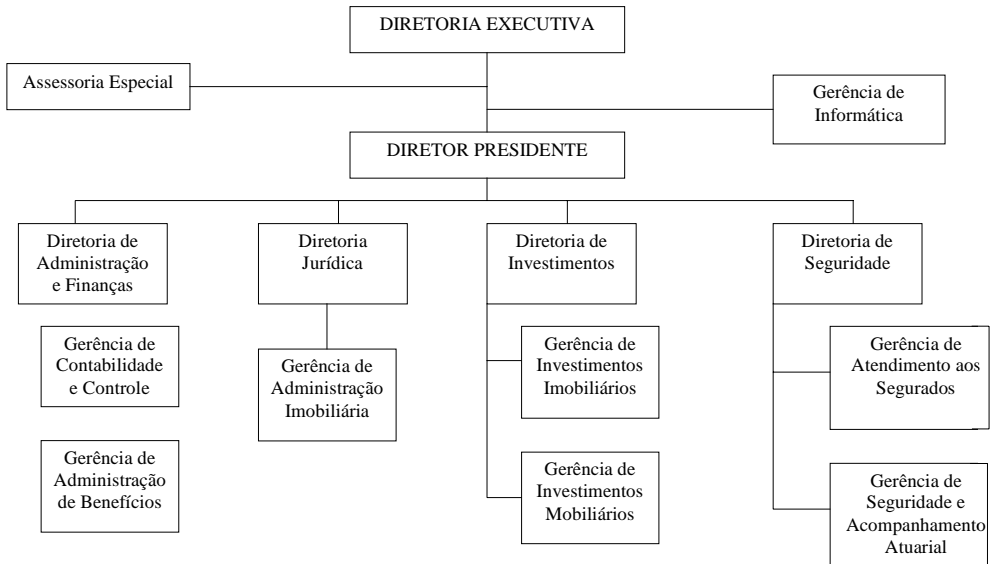 DIRETORIA EXECUTIVA
Assessoria Especial
Gerência de
Informática
DIRETOR PRESIDENTE
Diretoria de
Administração
e Finanças
Diretoria
Jurídica
Diretoria de
Investimentos
Diretoria de
Seguridade
Gerência de
Contabilidade
e Controle
Gerência de
Administração
Imobiliária
Gerência de
Investimentos
Imobiliários
Gerência de
Atendimento aos
Segurados
Gerência de
Administração
de Benefícios
Gerência de
Investimentos
Mobiliários
Gerência de
Seguridade e
Acompanhamento
Atuarial